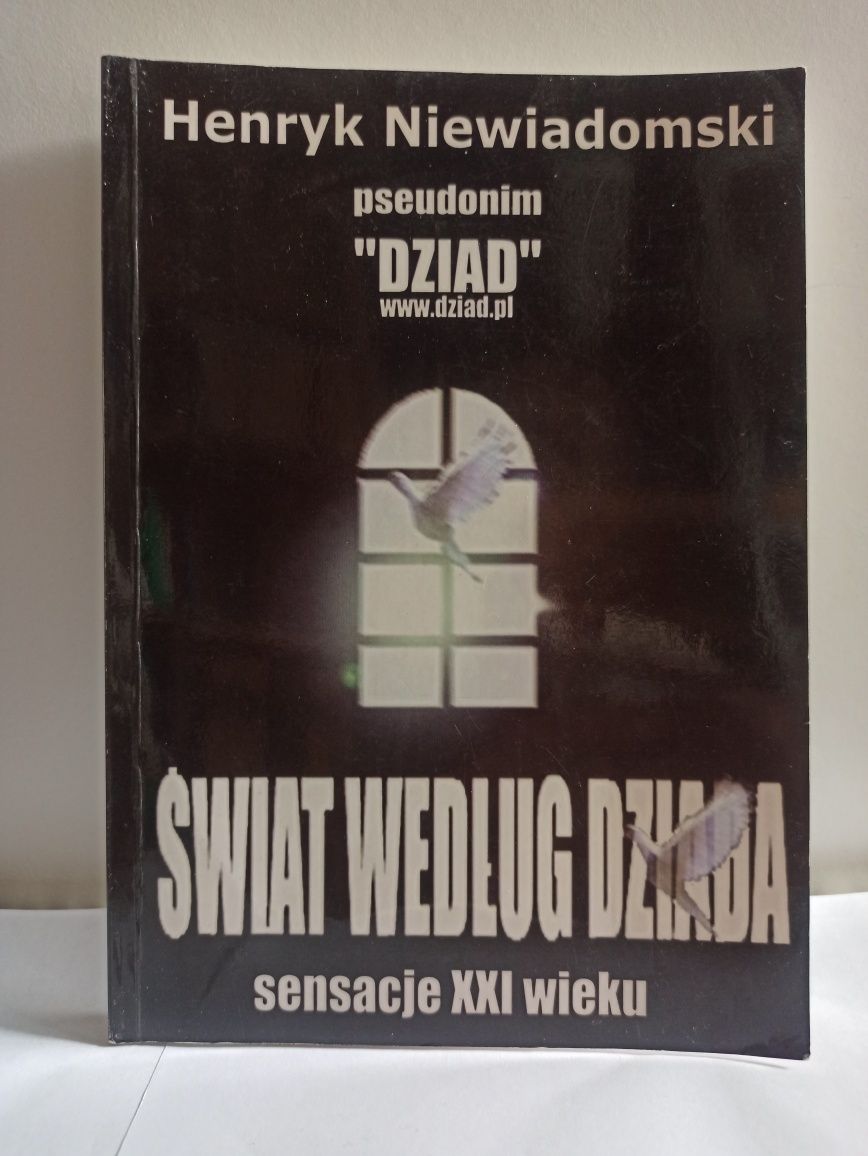 Henryk Niewiadomski
pseudonim
"DZIAD"
www.dziad.pl
ŚWIAT WEDŁUG DZIADA
sensacje XXI wieku